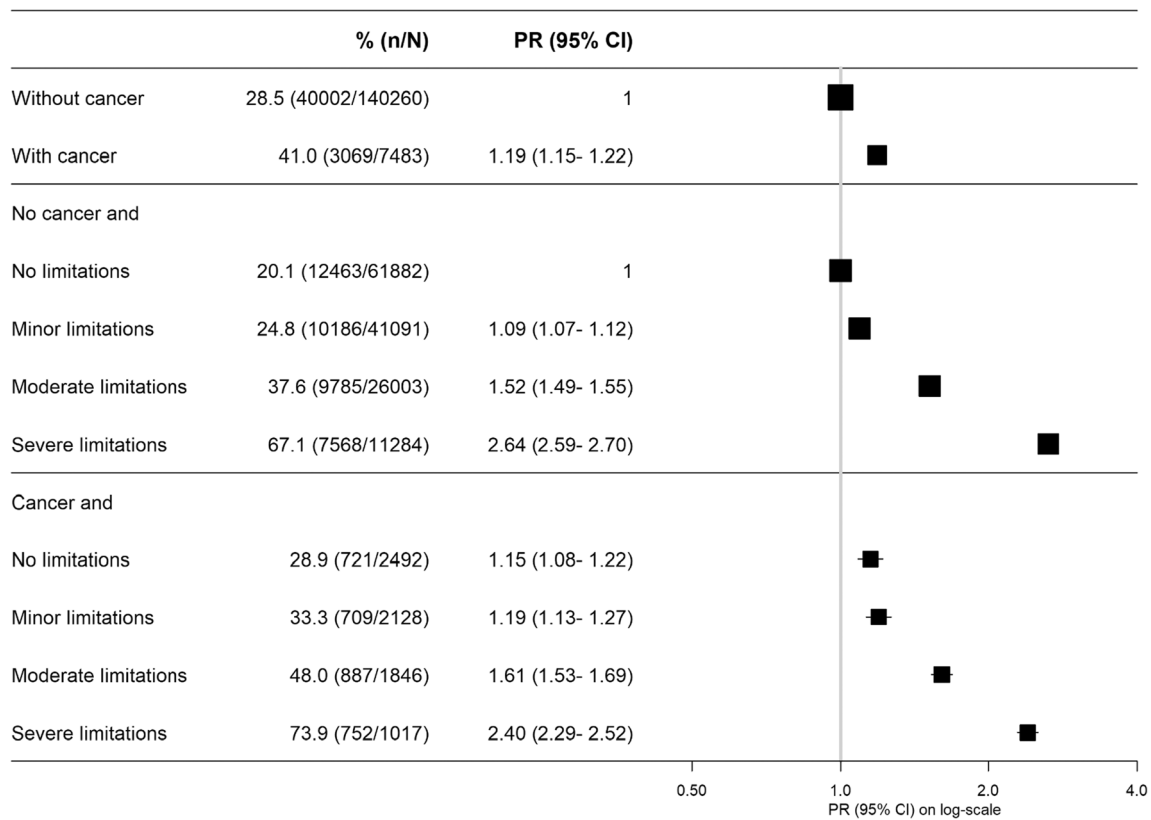 % (n/N) PR (95% CI)
Without cancer 28.5 (40002/140260) 1
With cancer 41.0 (3069/7483) 1.19 (1.15- 1.22)
No cancer and
No limitations 20.1 (12463/61882) 1
Minor limitations 24.8 (10186/41091) 1.09 (1.07- 1.12)
Moderate limitations 37.6 (9785/26003) 1.52 (1.49- 1.55)
Severe limitations 67.1 (7568/11284) 2.64 (2.59- 2.70)
Cancer and
No limitations 28.9 (721/2492) 1.15 (1.08- 1.22)
Minor limitations 33.3 (709/2128) 1.19 (1.13- 1.27)
Moderate limitations 48.0 (887/1846) 1.61 (1.53- 1.69)
Severe limitations 73.9 (752/1017) 2.40 (2.29- 2.52)
0.50 1.0 2.0 4.0
PR (95% CI) on log-scale